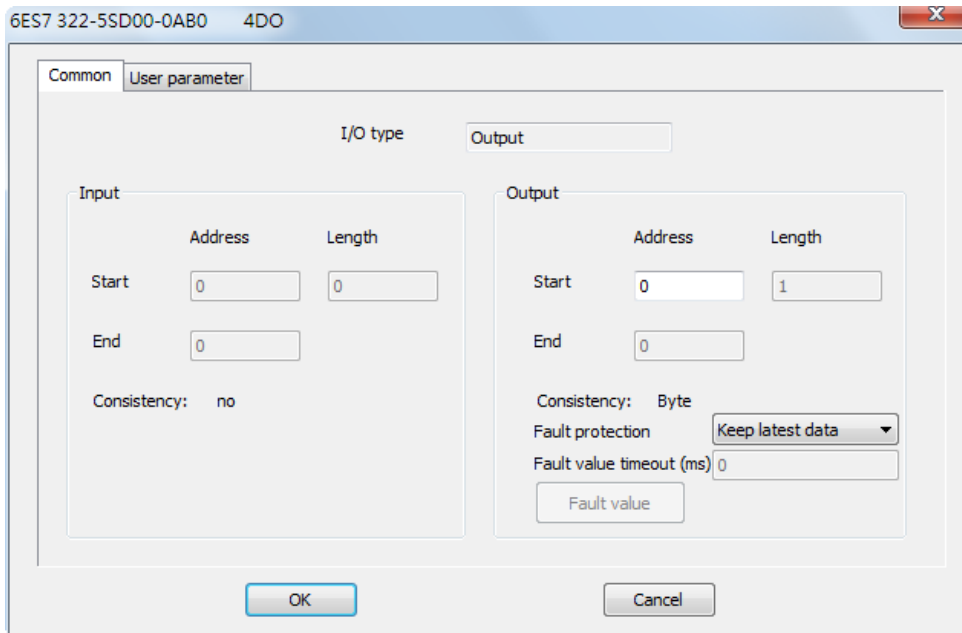 6ES7 322-5SD00-0AB0 4DO
Common User parameter
I/O type Output
Input
Address Length
Start 0 0
End 0
Consistency: no
Output
Address Length
Start 0 1
End 0
Consistency: Byte
Fault protection Keep latest data
Fault value timeout (ms) 0
Fault value
OK Cancel